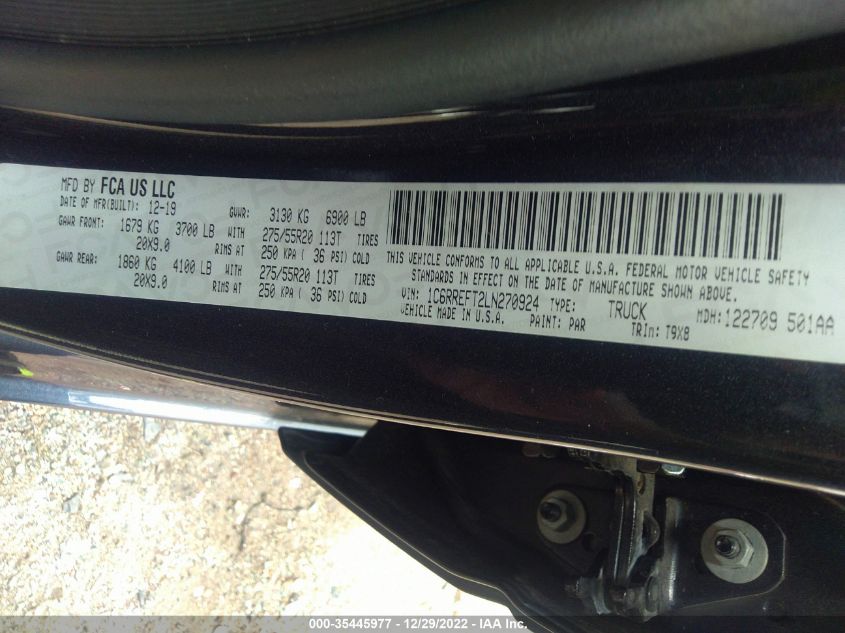 MFD BY FCA US LLC
DATE OF MFR(BUILT): 12-19 GVWR: 3130 KG 6900 LB
GAWR FRONT: 1679 KG 3700 LB WITH 275/55R20 113T TIRES
20X9.0 RIMS AT 250 KPA ( 36 PSI) COLD
GAWR REAR: 1860 KG 4100 LB WITH 275/55R20 113T TIRES
20X9.0 RIMS AT 250 KPA ( 36 PSI) COLD
THIS VEHICLE CONFORMS TO ALL APPLICABLE U.S.A. FEDERAL MOTOR VEHICLE SAFETY
STANDARDS IN EFFECT ON THE DATE OF MANUFACTURE SHOWN ABOVE.
VIN: 1C6RREFT2LN270924 TYPE: TRUCK MDH: 122709 501AA
VEHICLE MADE IN U.S.A. PAINT: PAR TRIM: T9X8
000-35445977 - 12/29/2022 - IAA Inc.